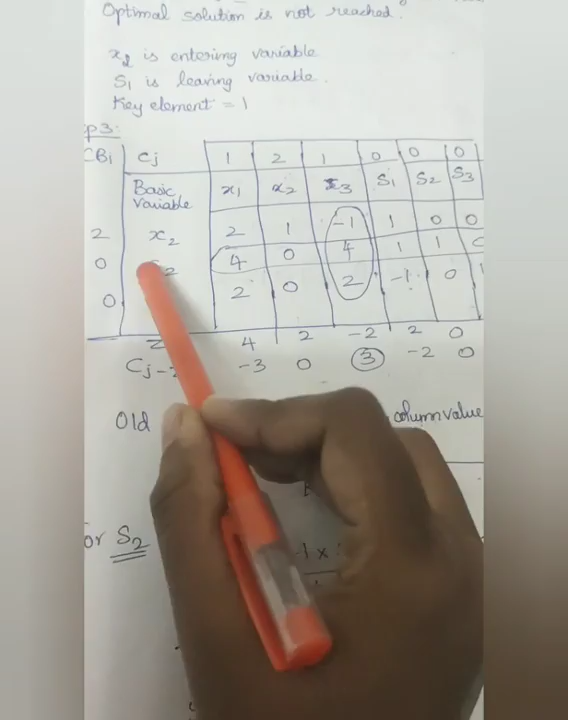 Optimal solution is not reached.
x2 is entering variable
S1 is leaving variable.
Key element = 1
p3:
CBi Cj 1 2 1 0 0 0
Basic variable x1 x2 x3 S1 S2 S3
2 x2 2 1 -1 1 0 0
0 2 4 0 4 1 1
0 2 0 2 -1 0
Z 4 2 -2 2 0
Cj- -3 0 3 -2 0
Old column value
or S2